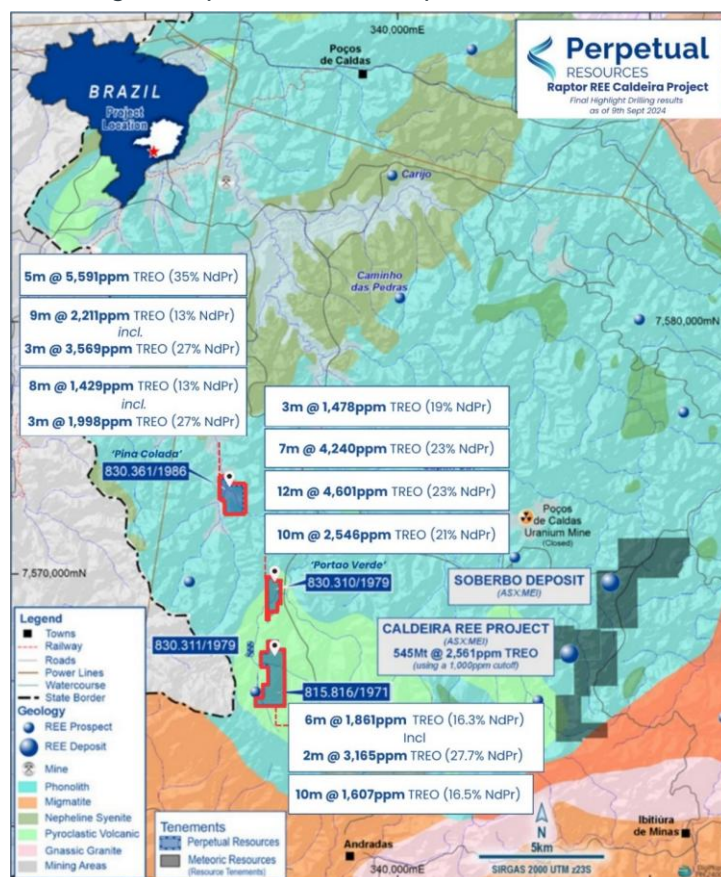 340,000mE
Poços
de Caldas
Perpetual
RESOURCES
Raptor REE Caldeira Project
Final Highlight Drilling results
as of 9th Sept 2024
BRAZIL
Project
Location
Carijo
Caminho
das Pedras
7,580,000mN
5m @ 5,591ppm TREO (35% NdPr)
9m @ 2,211ppm TREO (13% NdPr)
incl.
3m @ 3,569ppm TREO (27% NdPr)
8m @ 1,429ppm TREO (13% NdPr)
incl.
3m @ 1,998ppm TREO (27% NdPr)
3m @ 1,478ppm TREO (19% NdPr)
7m @ 4,240ppm TREO (23% NdPr)
12m @ 4,601ppm TREO (23% NdPr)
10m @ 2,546ppm TREO (21% NdPr)
'Pina Colada'
830.361/1986
Poços
de Caldas
Uranium Mine
(Closed)
7,570,000mN
'Portao Verde'
830.310/1979
SOBERBO DEPOSIT
(ASX:MEI)
CALDEIRA REE PROJECT
(ASX:MEI)
545Mt @ 2,561ppm TREO
(using a 1,000ppm cutoff)
830.311/1979
815.816/1971
6m @ 1,861ppm TREO (16.3% NdPr)
Incl
2m @ 3,165ppm TREO (27.7% NdPr)
10m @ 1,607ppm TREO (16.5% NdPr)
Legend
Towns
Railway
Roads
Power Lines
Watercourse
State Border
Geology
REE Prospect
REE Deposit
Mine
Phonolith
Migmatite
Nepheline Syenite
Pyroclastic Volcanic
Gnassic Granite
Mining Areas
Tenements
Perpetual Resources
Meteoric Resources
(Resource Tenements)
Andradas
340,000mE
N
5km
SIRGAS 2000 UTM z23S
Ibitiúra
de Minas